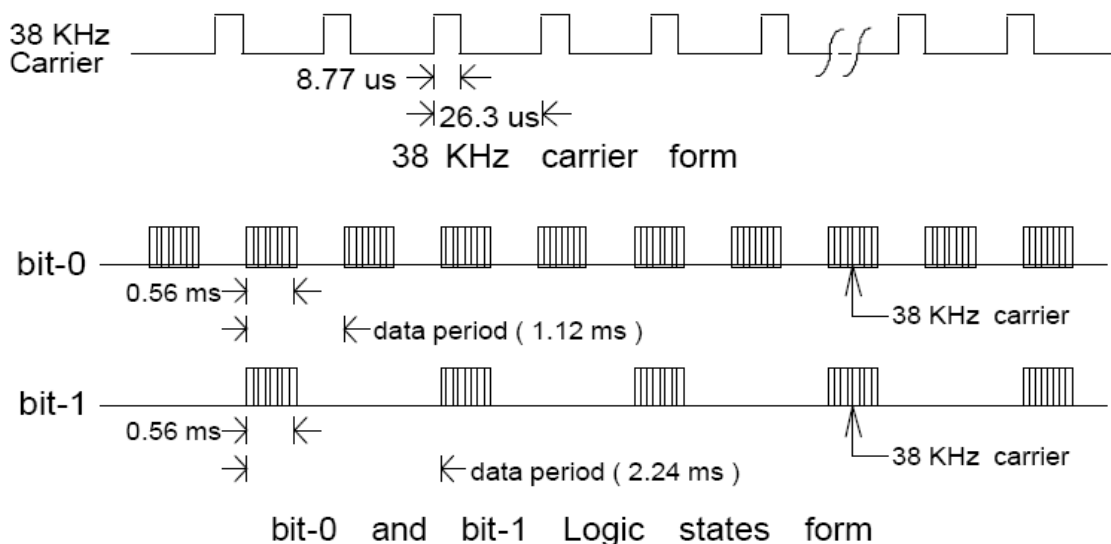 38 KHz
Carrier
8.77 us
26.3 us
38 KHz carrier form
bit-0
0.56 ms
data period ( 1.12 ms )
38 KHz carrier
bit-1
0.56 ms
data period ( 2.24 ms )
38 KHz carrier
bit-0 and bit-1 Logic states form